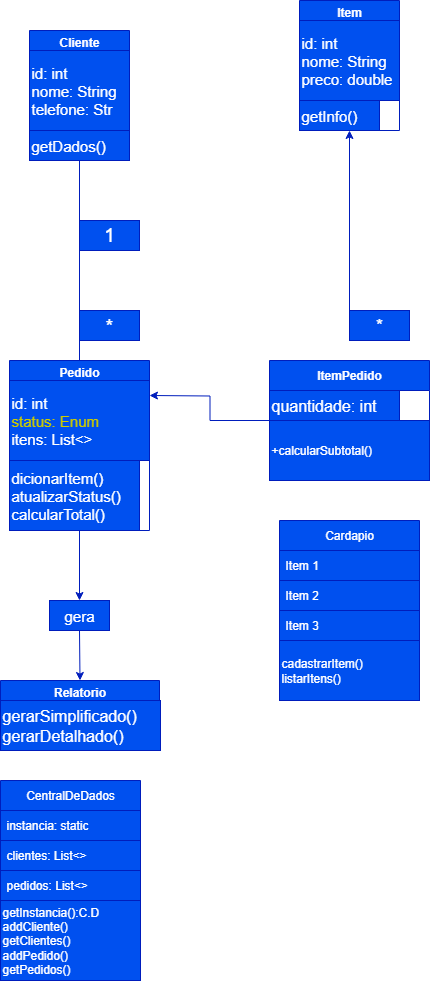 Cliente
id: int
nome: String
telefone: Str
getDados()
1
*
Item
id: int
nome: String
preco: double
getInfo()
*
Pedido
id: int
status: Enum
itens: List<>
dicionarItem()
atualizarStatus()
calcularTotal()
ItemPedido
quantidade: int
+calcularSubtotal()
gera
Cardapio
Item 1
Item 2
Item 3
cadastrarItem()
listarItens()
Relatorio
gerarSimplificado()
gerarDetalhado()
CentralDeDados
instancia: static
clientes: List<>
pedidos: List<>
getInstancia():C.D
addCliente()
getClientes()
addPedido()
getPedidos()